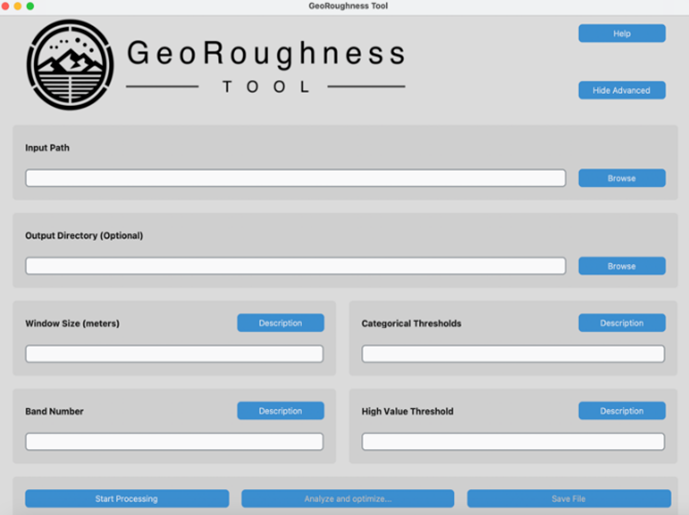 GeoRoughness Tool
GeoRoughness
TOOL
Help
Hide Advanced
Input Path
Browse
Output Directory (Optional)
Browse
Window Size (meters) Description
Categorical Thresholds Description
Band Number Description
High Value Threshold Description
Start Processing Analyze and optimize... Save File